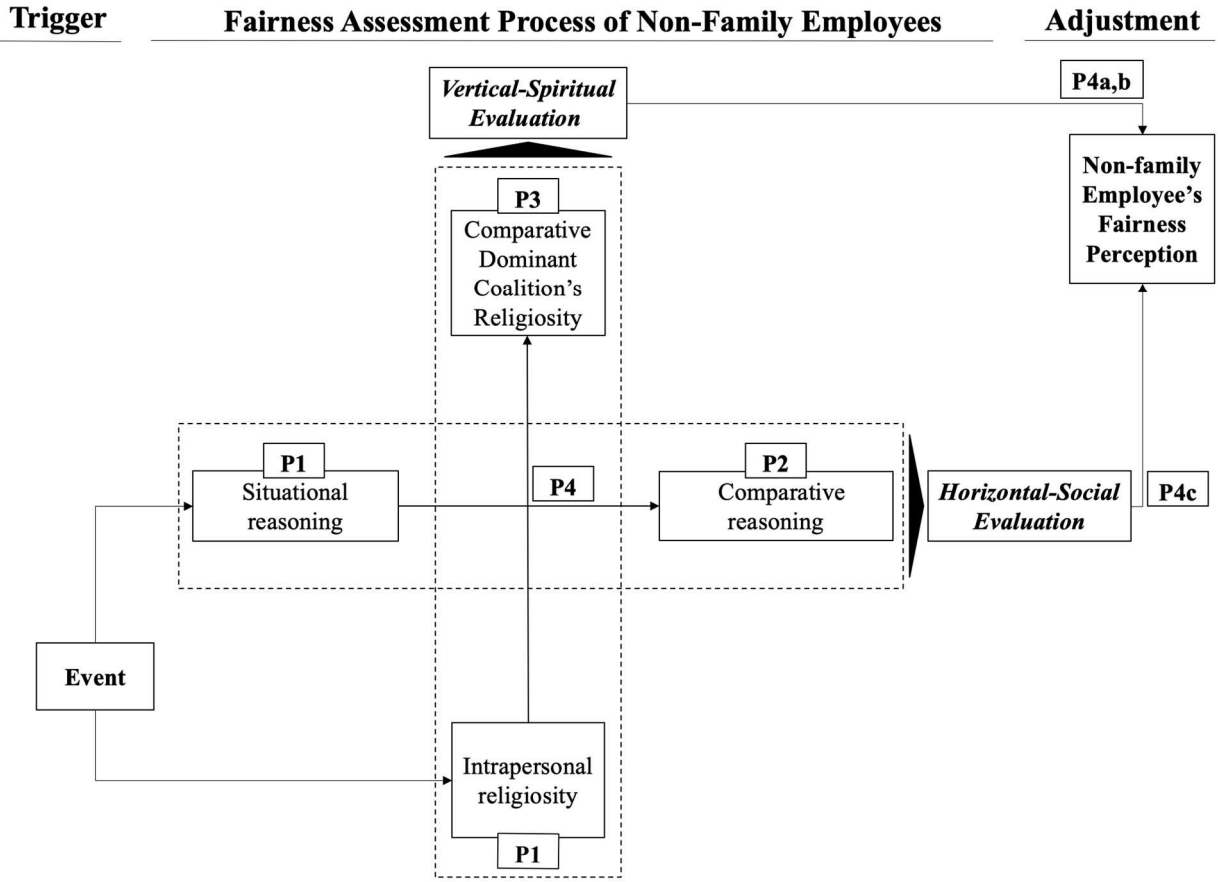 Trigger
Fairness Assessment Process of Non-Family Employees
Adjustment
Vertical-Spiritual
Evaluation
P4a,b
Non-family
Employee's
Fairness
Perception
P3
Comparative
Dominant
Coalition's
Religiosity
P1
Situational
reasoning
P4
P2
Comparative
reasoning
Horizontal-Social
Evaluation
P4c
Event
Intrapersonal
religiosity
P1